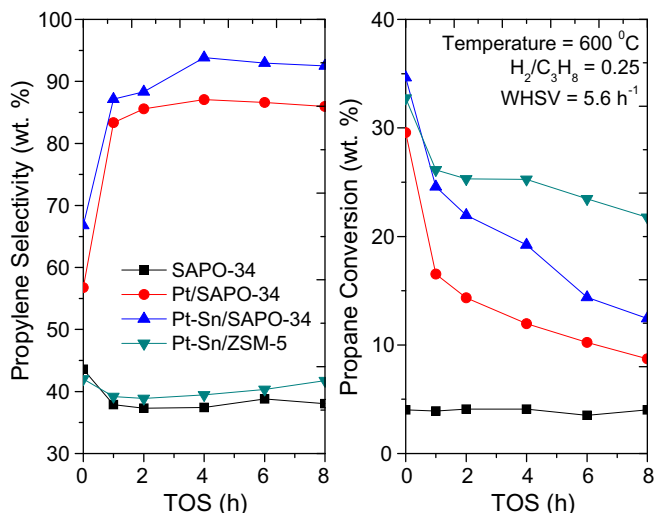 Propylene Selectivity (wt. %)
100
90
80
70
60
50
40
30
SAPO-34
Pt/SAPO-34
Pt-Sn/SAPO-34
Pt-Sn/ZSM-5
0 2 4 6 8
TOS (h)
Propane Conversion (wt. %)
40
30
20
10
0
Temperature = 600 ⁰C
H₂/C₃H₈ = 0.25
WHSV = 5.6 h⁻¹
0 2 4 6 8
TOS (h)